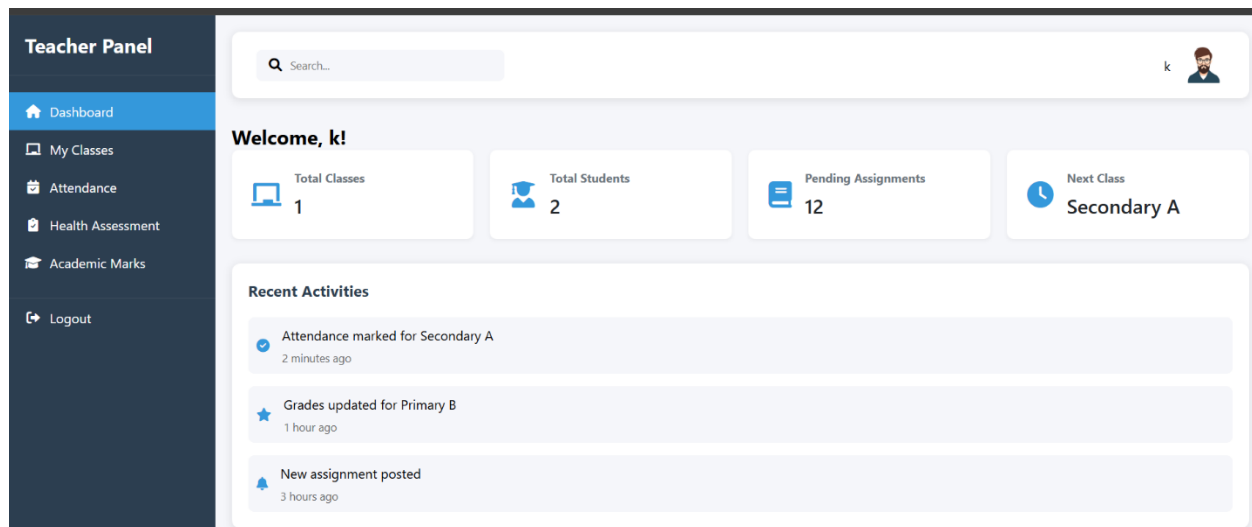 Teacher Panel
Dashboard
My Classes
Attendance
Health Assessment
Academic Marks
Logout
Search...
k
Welcome, k!
Total Classes
1
Total Students
2
Pending Assignments
12
Next Class
Secondary A
Recent Activities
Attendance marked for Secondary A
2 minutes ago
Grades updated for Primary B
1 hour ago
New assignment posted
3 hours ago